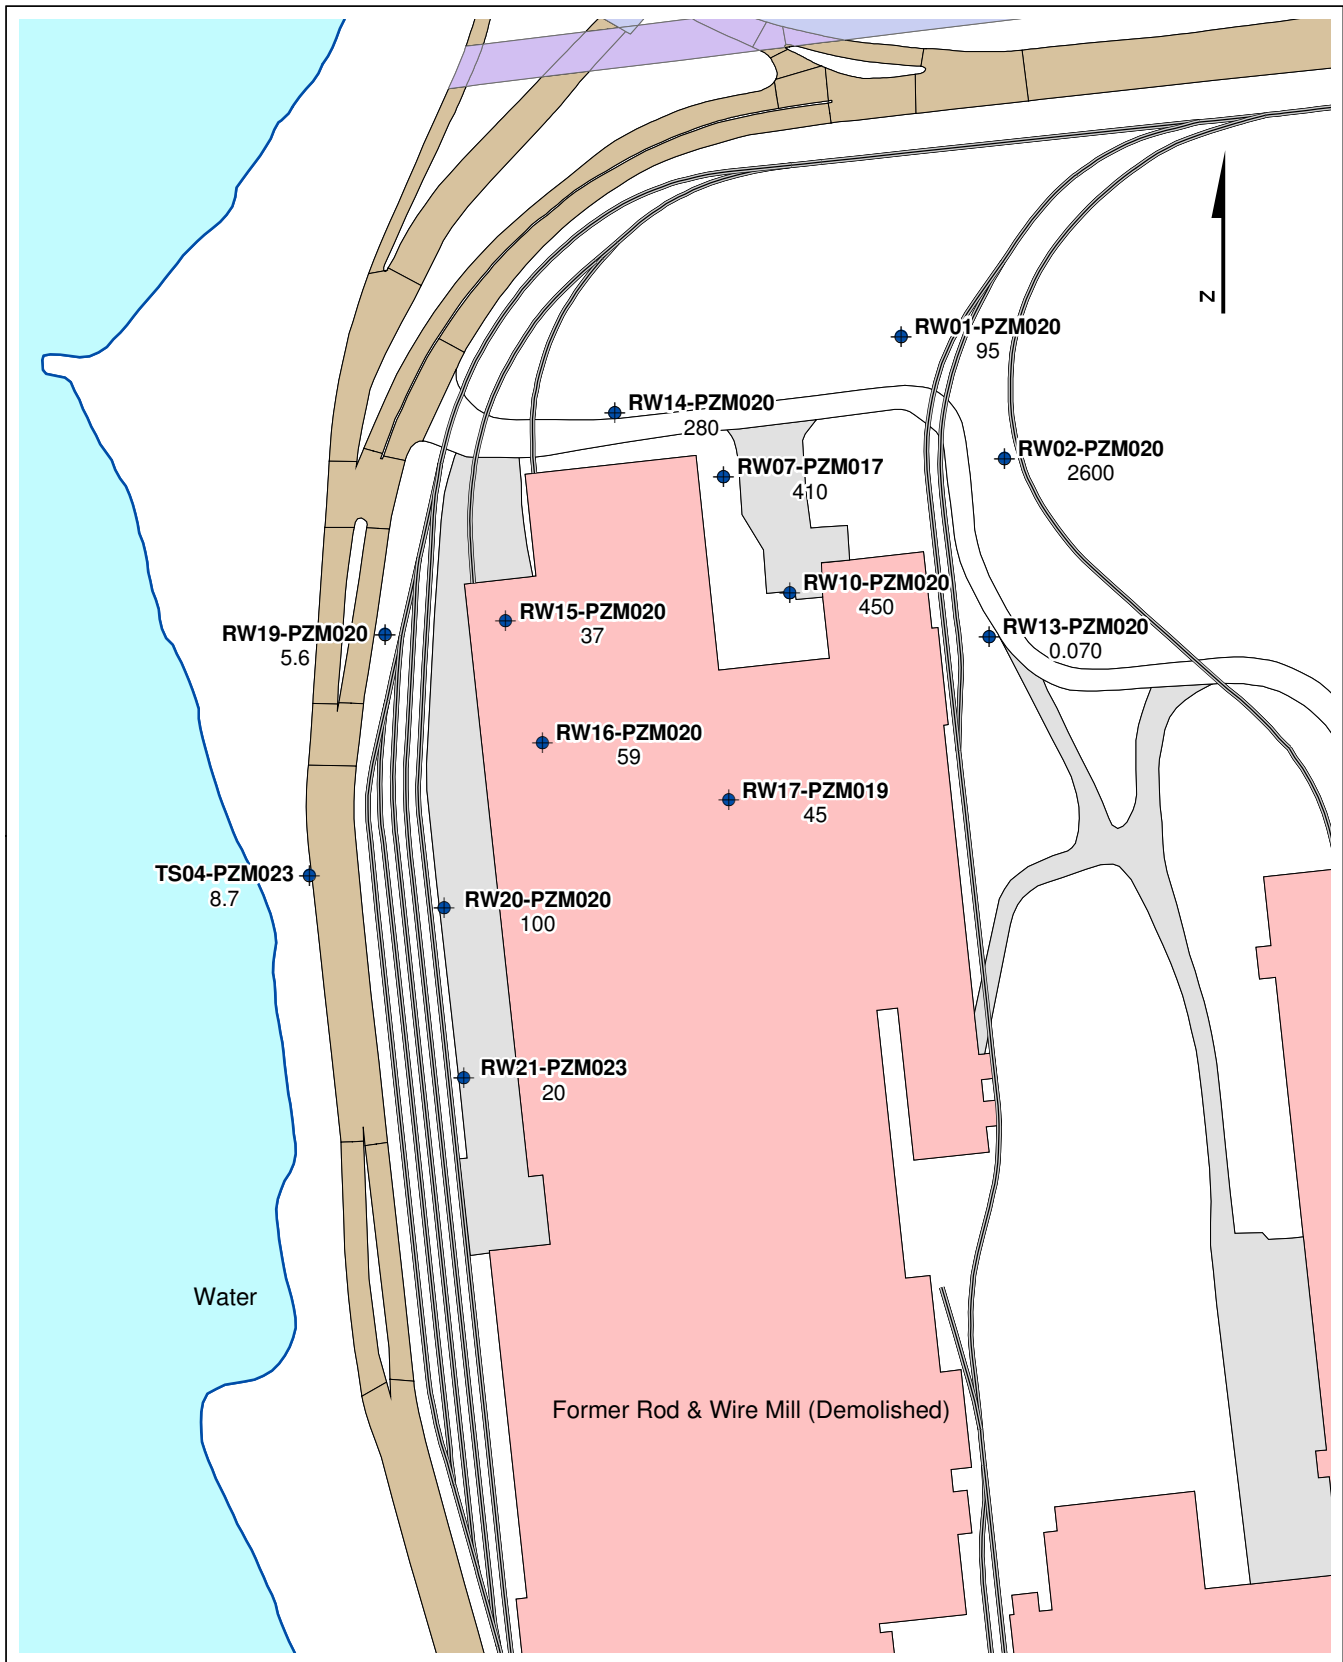 N
RW01-PZM020
95
RW14-PZM020
280
RW02-PZM020
2600
RW07-PZM017
410
RW10-PZM020
450
RW15-PZM020
37
RW19-PZM020
5.6
RW13-PZM020
0.070
RW16-PZM020
59
RW17-PZM019
45
TS04-PZM023
8.7
RW20-PZM020
100
RW21-PZM023
20
Water
Former Rod & Wire Mill (Demolished)